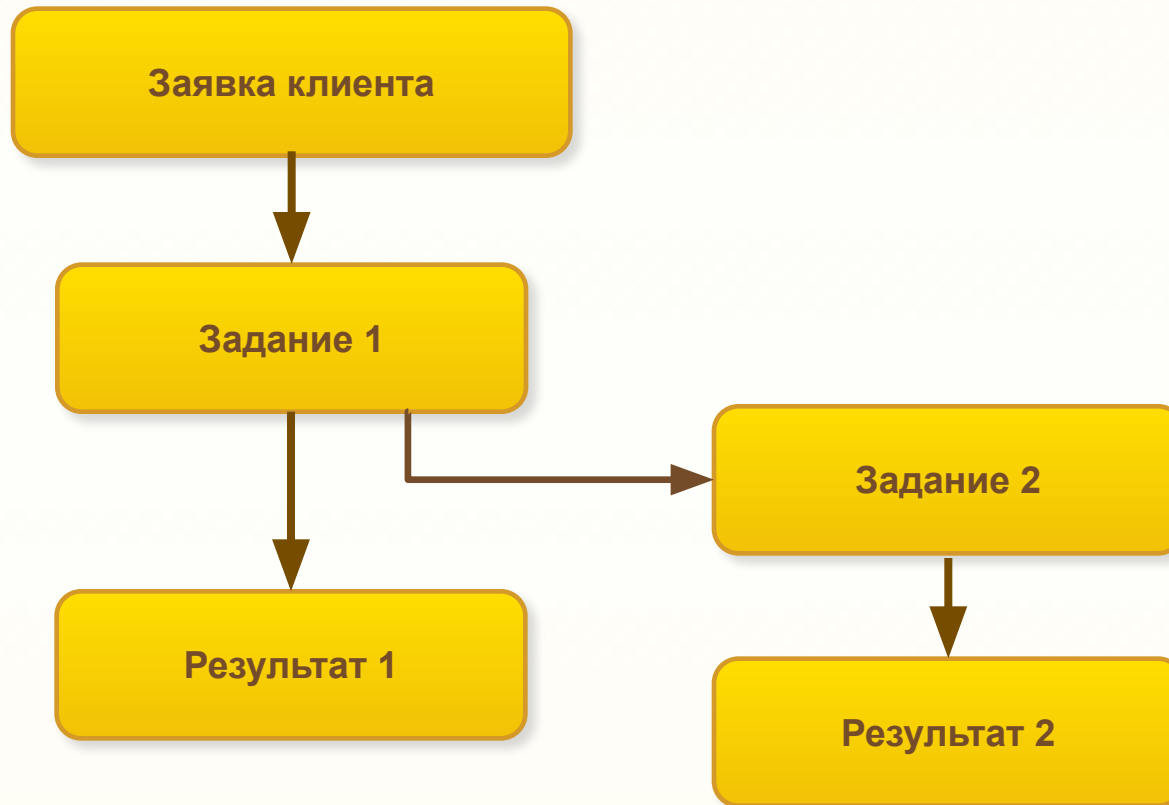 Заявка клиента
Задание 1
Задание 2
Результат 1
Результат 2